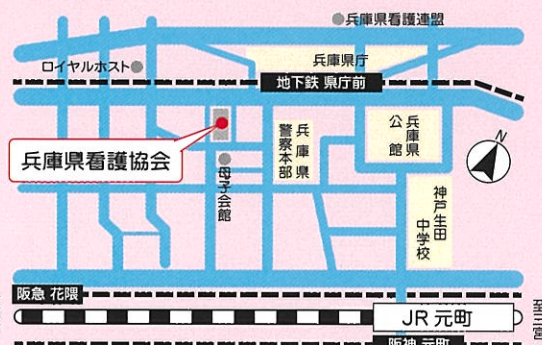 兵庫県看護連盟
兵庫県庁
ロイヤルホスト
地下鉄 県庁前
兵庫県看護協会
母子会館
兵庫県
警察本部
兵庫県
公館
N
神戸生田
中学校
阪急 花隈
JR 元町
阪神 元町
至三宮